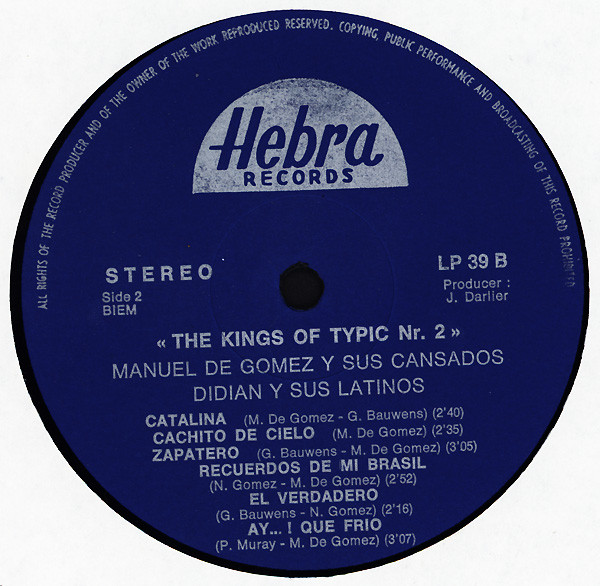 ALL RIGHTS OF THE RECORD PRODUCER AND OF THE OWNER OF THE WORK REPRODUCED RESERVED. COPYING, PUBLIC PERFORMANCE AND BROADCASTING OF THIS RECORD PROHIBITED
Hebra
RECORDS
STEREO
LP 39 B
Side 2
BIEM
Producer :
J. Darlier
« THE KINGS OF TYPIC Nr. 2 »
MANUEL DE GOMEZ Y SUS CANSADOS
DIDIAN Y SUS LATINOS
CATALINA (M. De Gomez - G. Bauwens) (2'40)
CACHITO DE CIELO (M. De Gomez) (2'35)
ZAPATERO (G. Bauwens - M. De Gomez) (3'05)
RECUERDOS DE MI BRASIL
(N. Gomez - M. De Gomez) (2'52)
EL VERDADERO
(G. Bauwens - N. Gomez) (2'16)
AY... ! QUE FRIO
(P. Muray - M. De Gomez) (3'07)